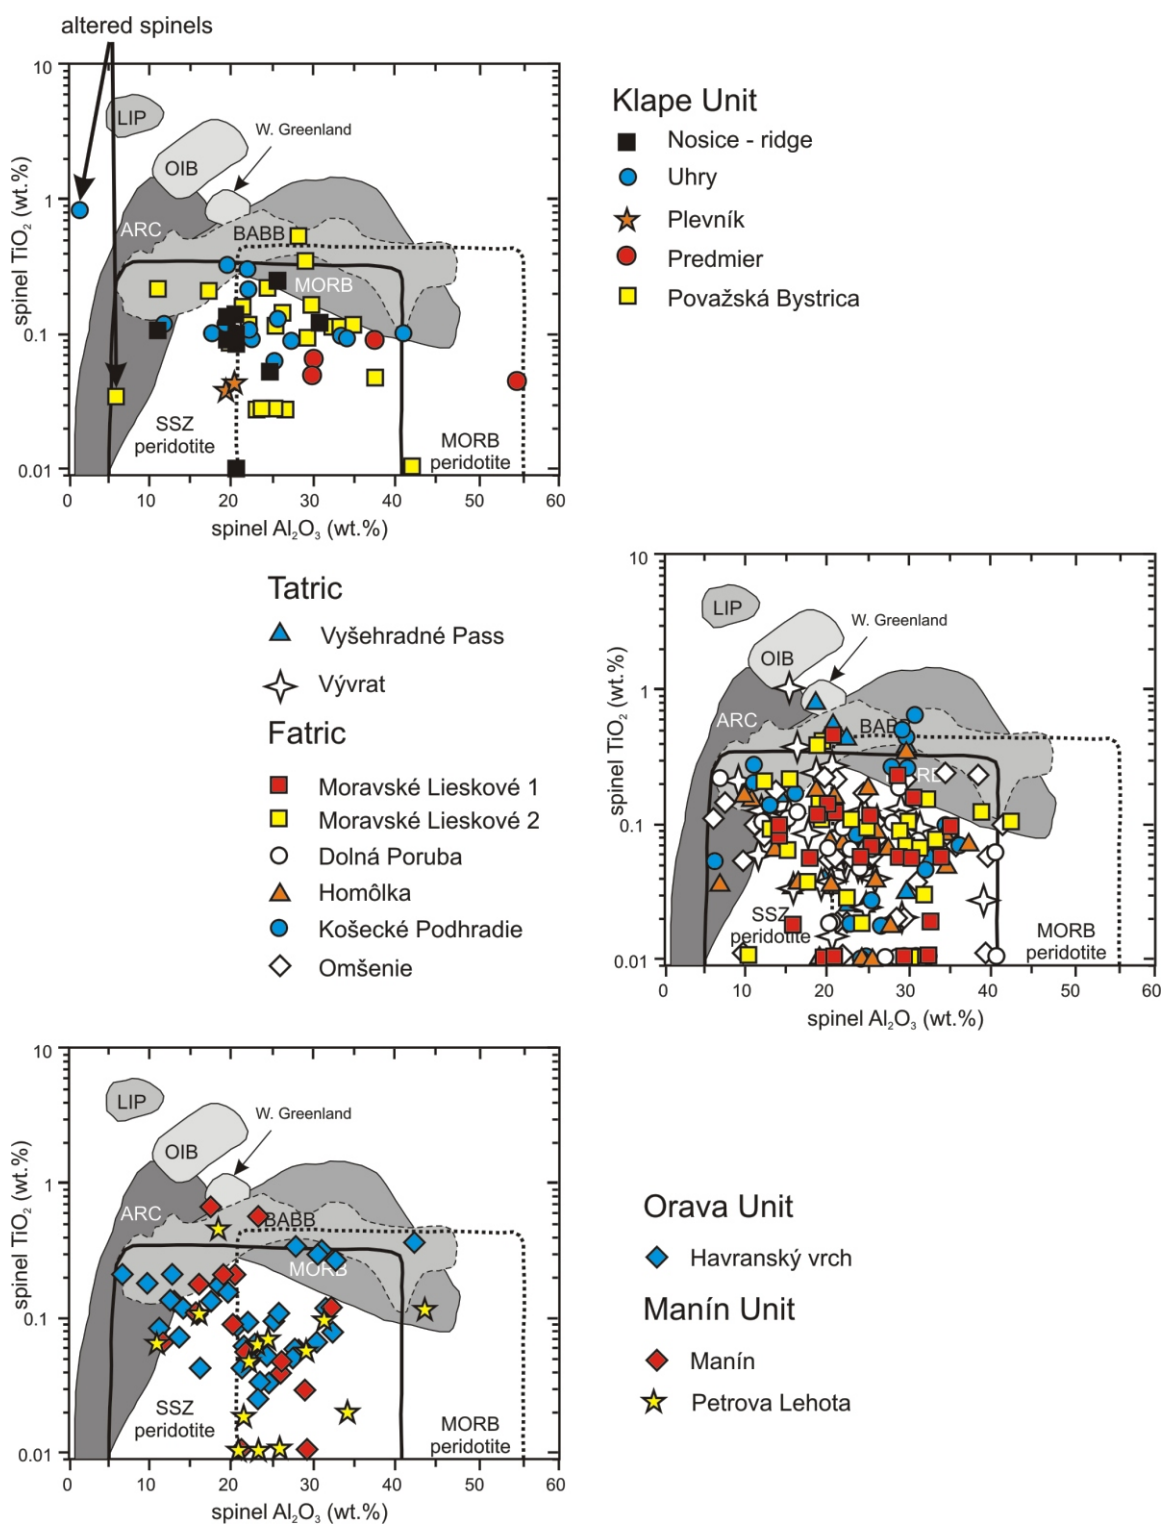 altered spinels
10
1
0.1
0.01
spinel TiO₂ (wt.%)
LIP
OIB
W. Greenland
ARC
BABB
MORB
SSZ
peridotite
MORB
peridotite
0
10
20
30
40
50
60
spinel Al₂O₃ (wt.%)
Klape Unit
Nosice - ridge
Uhry
Plevník
Predmier
Považská Bystrica
Tatric
Vyšehradné Pass
Vývrat
Fatric
Moravské Lieskové 1
Moravské Lieskové 2
Dolná Poruba
Homôlka
Košecké Podhradie
Omšenie
10
1
0.1
0.01
spinel TiO₂ (wt.%)
LIP
OIB
W. Greenland
ARC
BABB
MORB
SSZ
peridotite
MORB
peridotite
0
10
20
30
40
50
60
spinel Al₂O₃ (wt.%)
10
1
0.1
0.01
spinel TiO₂ (wt.%)
LIP
OIB
W. Greenland
ARC
BABB
MORB
SSZ
peridotite
MORB
peridotite
0
10
20
30
40
50
60
spinel Al₂O₃ (wt.%)
Orava Unit
Havranský vrch
Manín Unit
Manín
Petrova Lehota